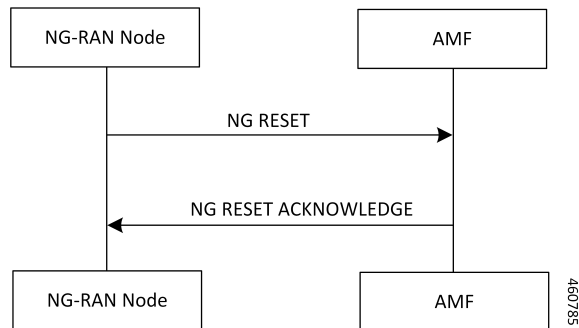 NG-RAN Node
AMF
NG RESET
NG RESET ACKNOWLEDGE
NG-RAN Node
AMF
460785